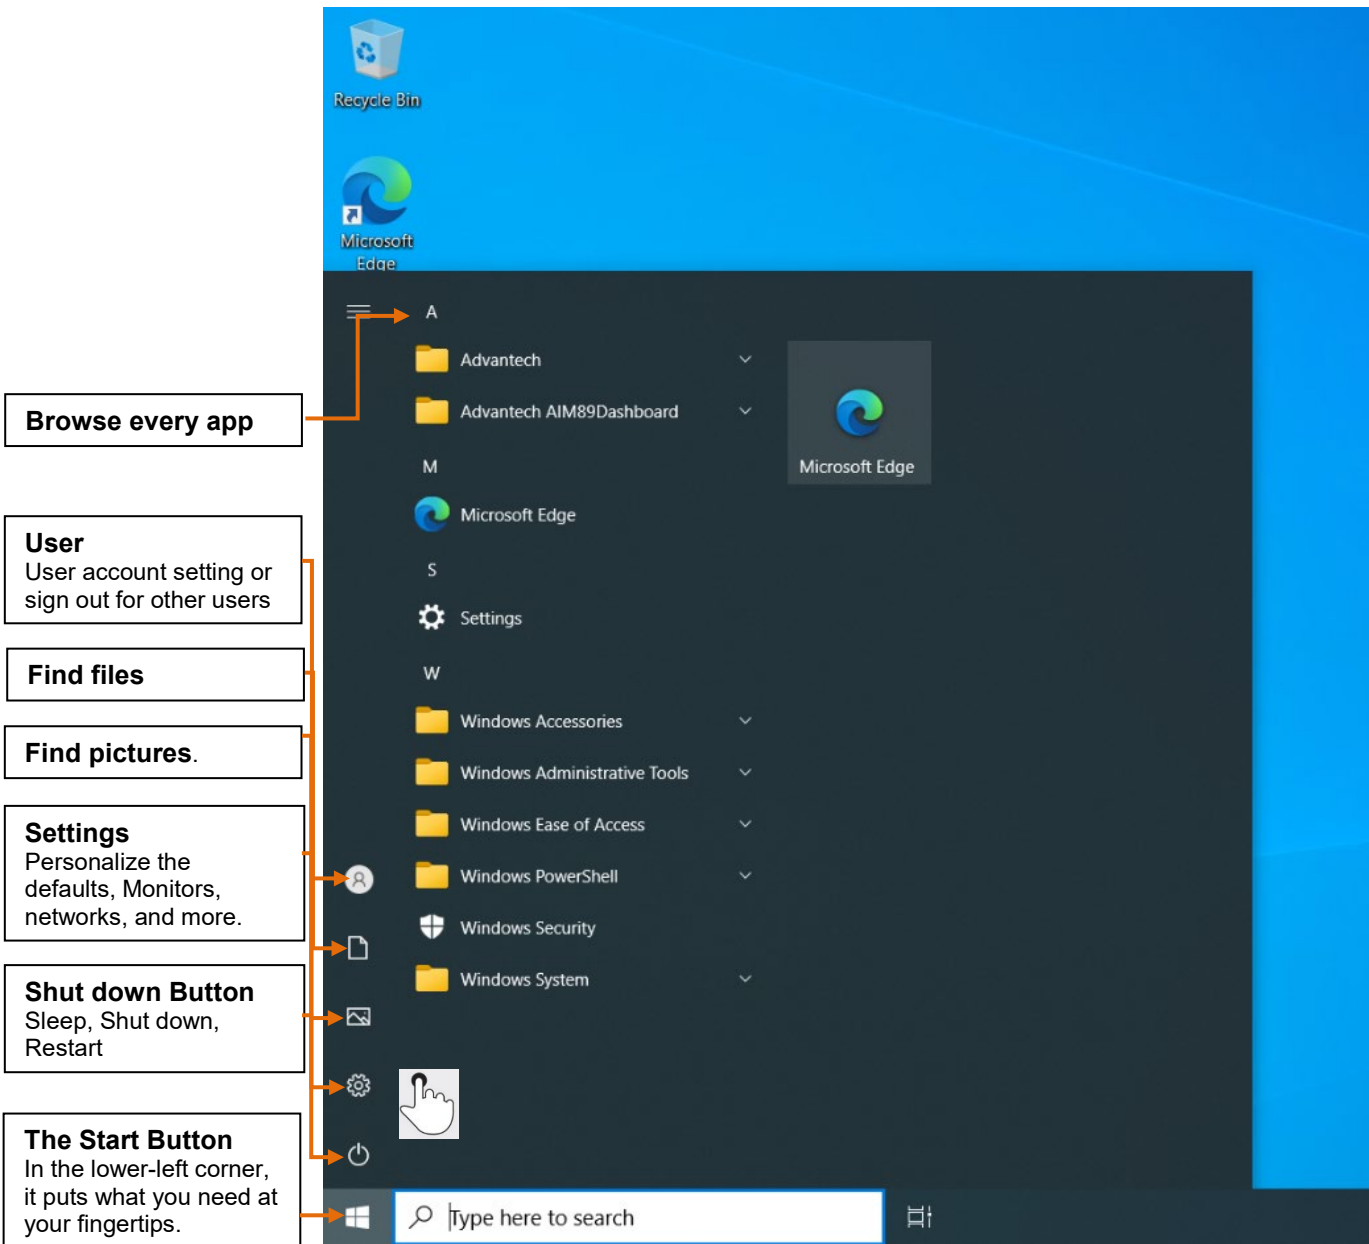 Recycle Bin
Microsoft
Edge
A
Advantech
Advantech AIM89Dashboard
M
Microsoft Edge
S
Settings
W
Windows Accessories
Windows Administrative Tools
Windows Ease of Access
Windows PowerShell
Windows Security
Windows System
Microsoft Edge
Type here to search
Browse every app
User
User account setting or
sign out for other users
Find files
Find pictures.
Settings
Personalize the
defaults, Monitors,
networks, and more.
Shut down Button
Sleep, Shut down,
Restart
The Start Button
In the lower-left corner,
it puts what you need at
your fingertips.